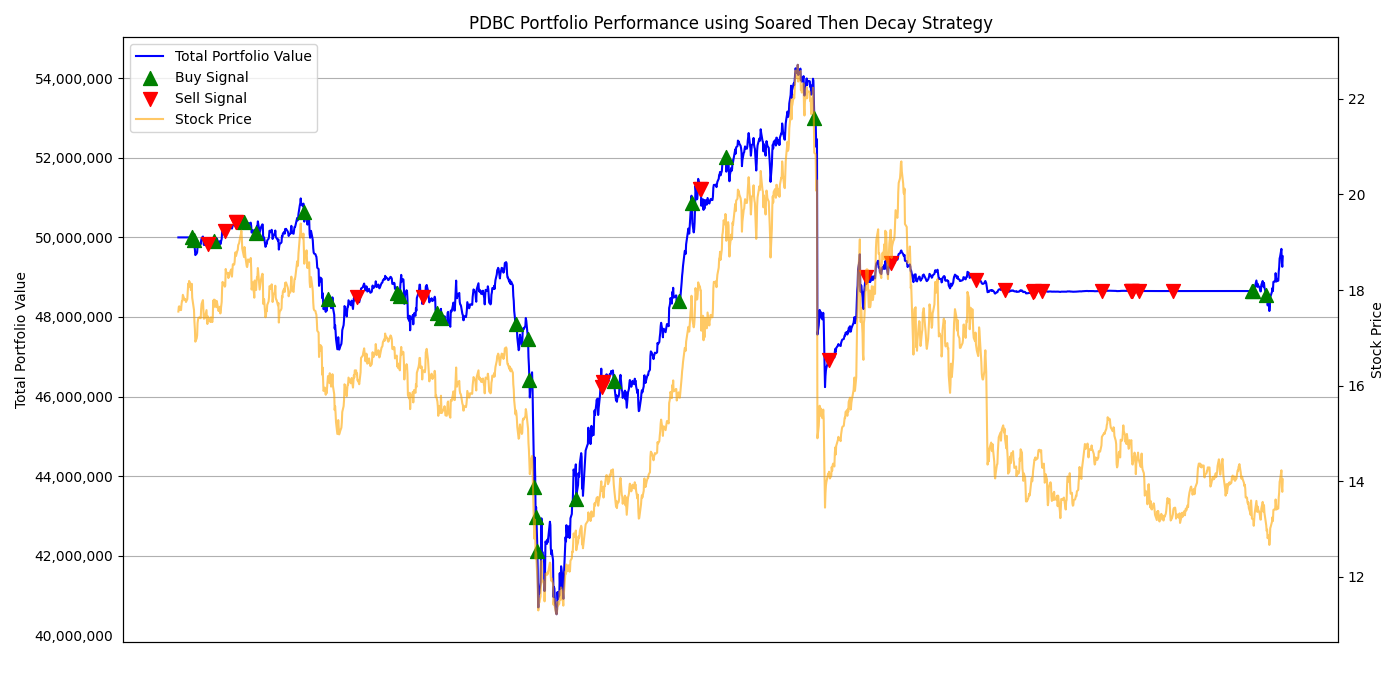 PDBC Portfolio Performance using Soared Then Decay Strategy
Total Portfolio Value
Buy Signal
Sell Signal
Stock Price
54,000,000
52,000,000
50,000,000
48,000,000
46,000,000
44,000,000
42,000,000
40,000,000
Total Portfolio Value
22
20
18
16
14
12
Stock Price